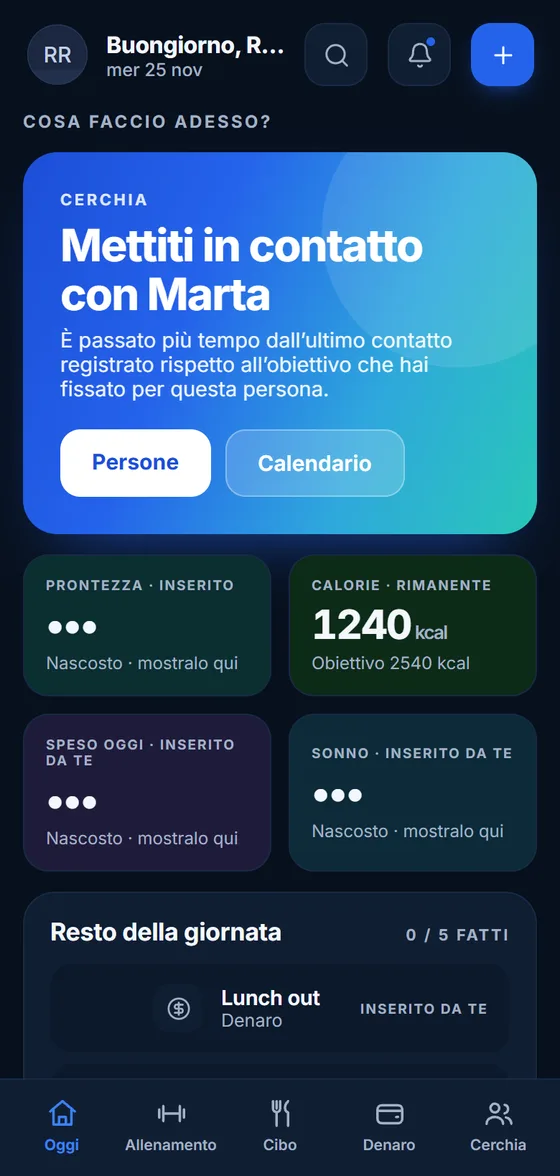 RR
Buongiorno, R...
mer 25 nov
COSA FACCIO ADESSO?
CERCHIA
Mettiti in contatto
con Marta
È passato più tempo dall’ultimo contatto
registrato rispetto all’obiettivo che hai
fissato per questa persona.
Persone
Calendario
PRONTEZZA · INSERITO
●●●
Nascosto · mostralo qui
CALORIE · RIMANENTE
1240 kcal
Obiettivo 2540 kcal
SPESO OGGI · INSERITO
DA TE
●●●
Nascosto · mostralo qui
SONNO · INSERITO DA TE
●●●
Nascosto · mostralo qui
Resto della giornata
0 / 5 FATTI
Lunch out
Denaro
INSERITO DA TE
Oggi
Allenamento
Cibo
Denaro
Cerchia